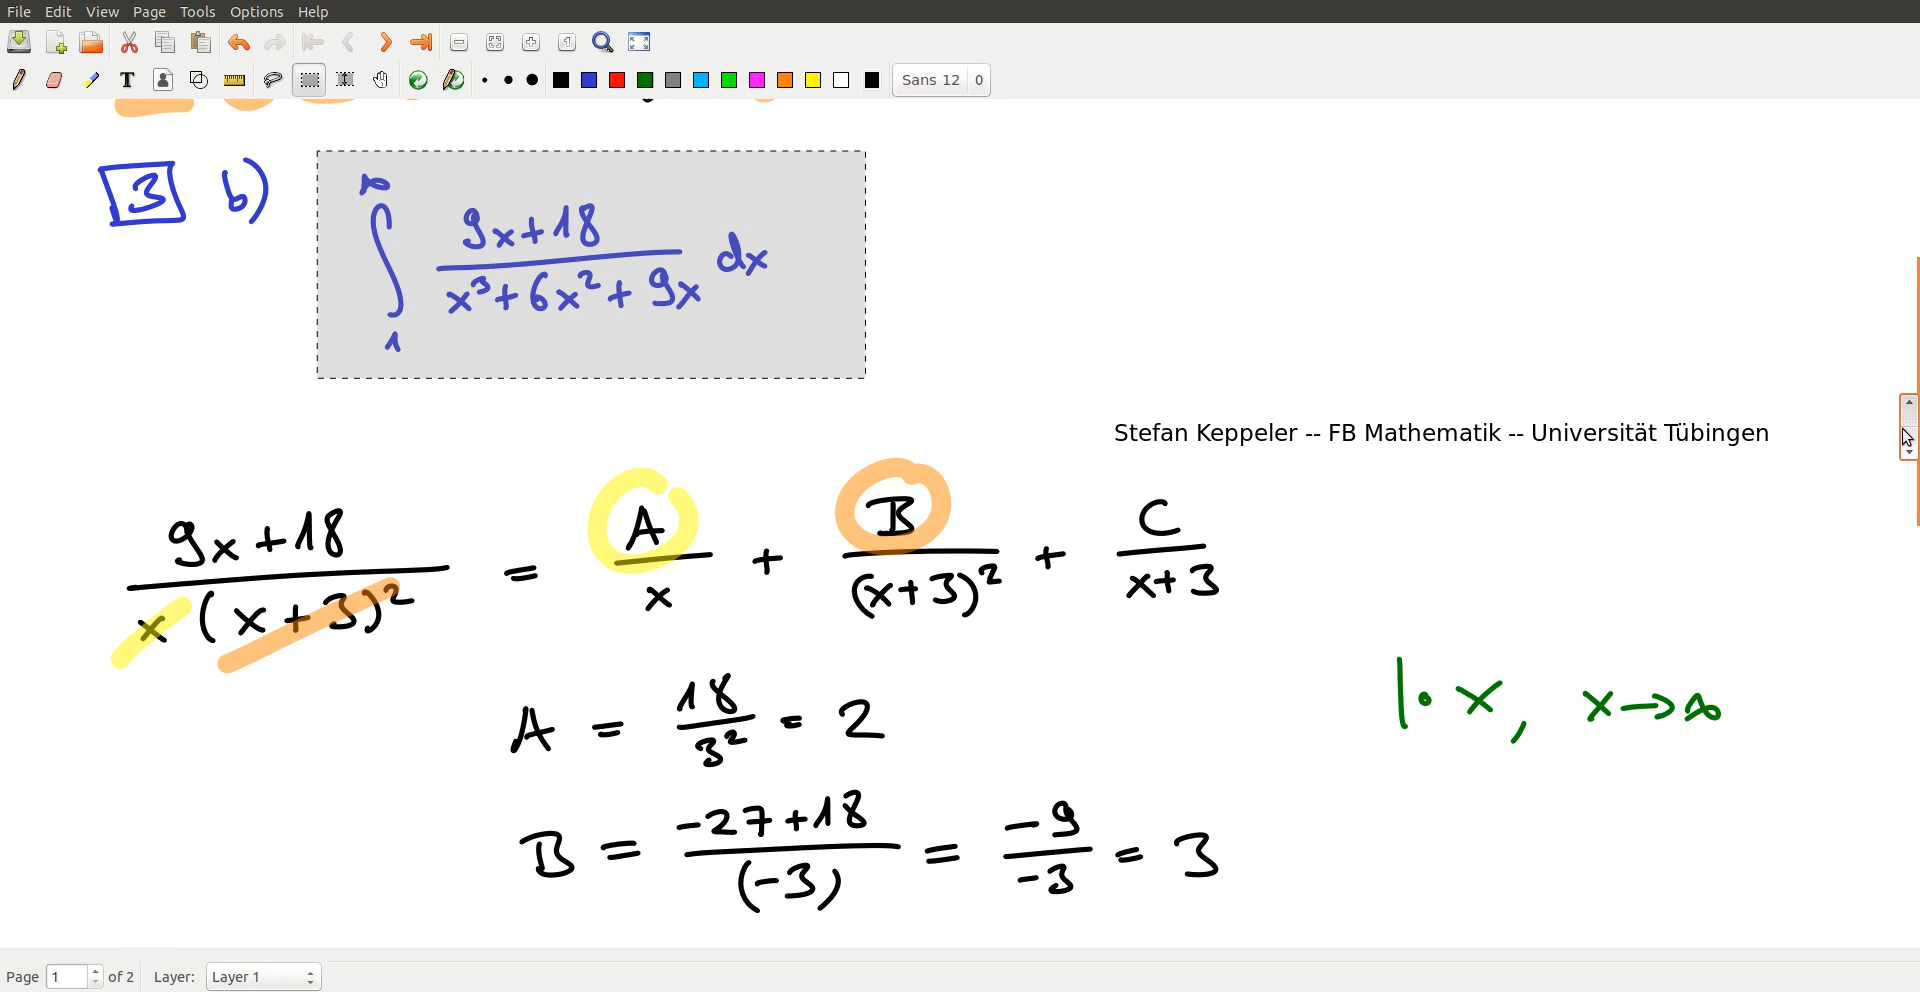 File Edit View Page Tools Options Help
T Sans 12 0
3 b) ∫₁^∞ (9x+18)/(x³+6x²+9x) dx
Stefan Keppeler -- FB Mathematik -- Universität Tübingen
(9x+18)/(x(x+3)²) = A/x + B/(x+3)² + C/(x+3)
|· x, x→∞
A = 18/3² = 2
B = (-27+18)/(-3) = -9/-3 = 3
Page 1 of 2 Layer: Layer 1